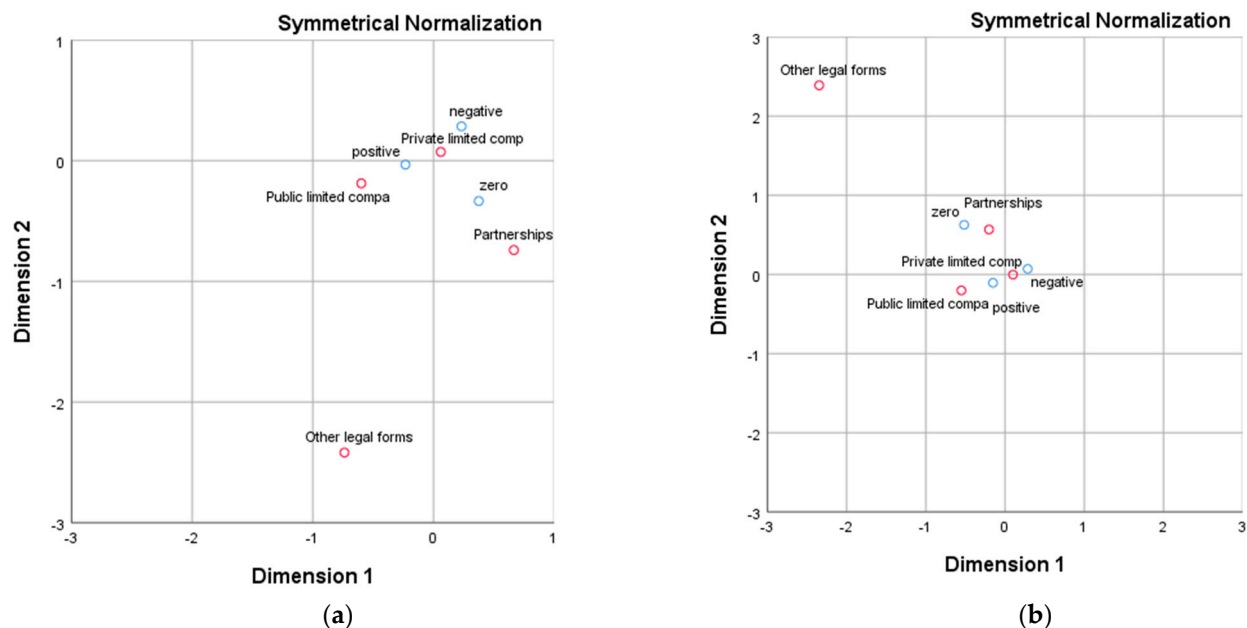 Symmetrical Normalization
1
0
-1
-2
-3
-3
-1
0
1
negative
Private limited comp
positive
Public limited compa
zero
Partnerships
Other legal forms
Dimension 2
Dimension 1
(a)
Symmetrical Normalization
3
2
1
0
-1
-2
-3
-3
-2
-1
0
1
2
3
Other legal forms
Partnerships
zero
Private limited comp
negative
Public limited compa
positive
Dimension 2
Dimension 1
(b)